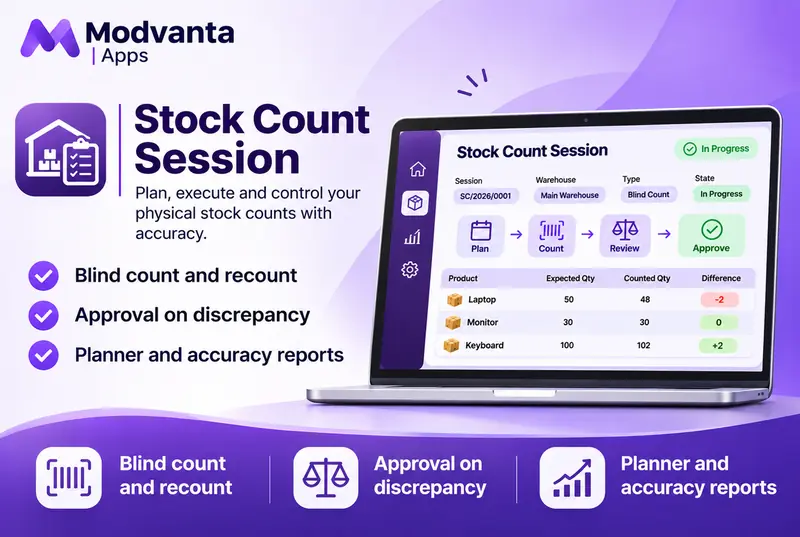 Modvanta
| Apps
Stock Count
Session
Plan, execute and control your
physical stock counts with
accuracy.
Blind count and recount
Approval on discrepancy
Planner and accuracy reports
Stock Count Session
In Progress
Session
Warehouse
Type
State
SC/2026/0001
Main Warehouse
Blind Count
In Progress
Plan
Count
Review
Approve
Product Expected Qty Counted Qty Difference
Laptop 50 48 -2
Monitor 30 30 0
Keyboard 100 102 +2
Blind count
and recount
Approval on
discrepancy
Planner and
accuracy reports